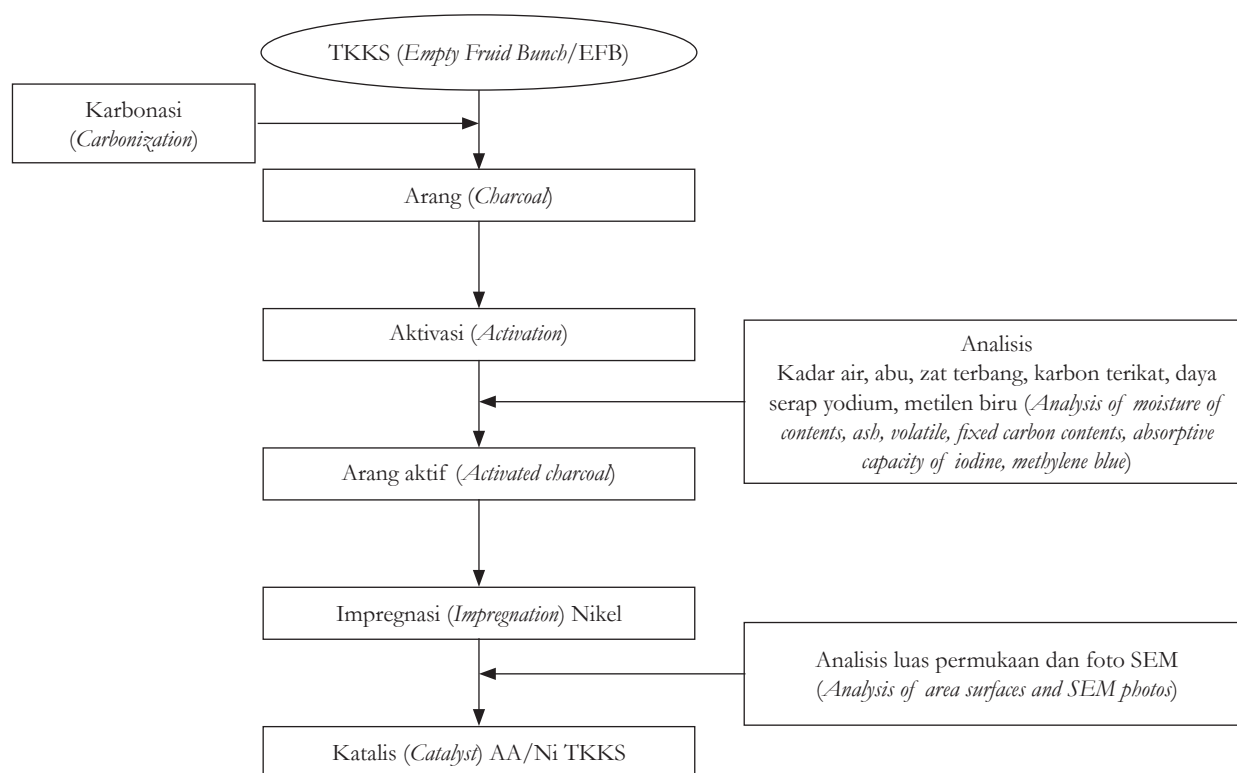 TKKS (Empty Fruid Bunch/EFB)
Karbonasi
(Carbonization)
Arang (Charcoal)
Aktivasi (Activation)
Analisis
Kadar air, abu, zat terbang, karbon terikat, daya
serap yodium, metilen biru (Analysis of moisture of
contents, ash, volatile, fixed carbon contents, absorptive
capacity of iodine, methylene blue)
Arang aktif (Activated charcoal)
Impregnasi (Impregnation) Nikel
Analisis luas permukaan dan foto SEM
(Analysis of area surfaces and SEM photos)
Katalis (Catalyst) AA/Ni TKKS